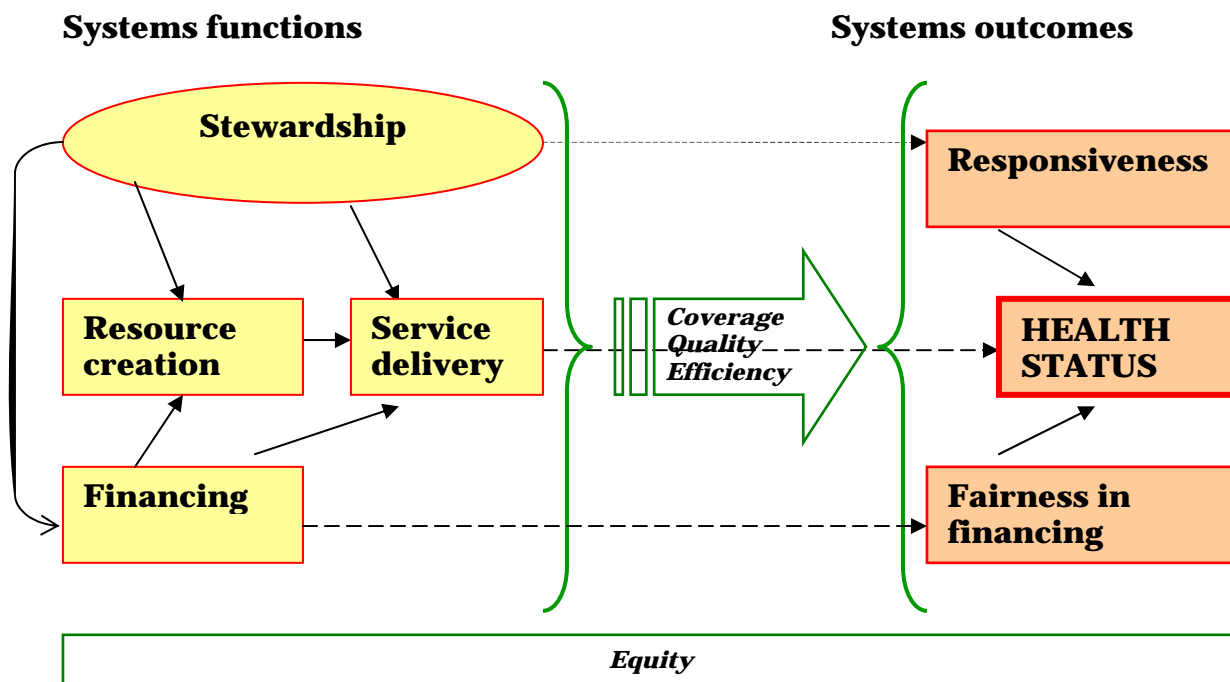 Systems functions
Systems outcomes
Stewardship
Responsiveness
Resource
creation
Service
delivery
Coverage
Quality
Efficiency
HEALTH
STATUS
Financing
Fairness in
financing
Equity